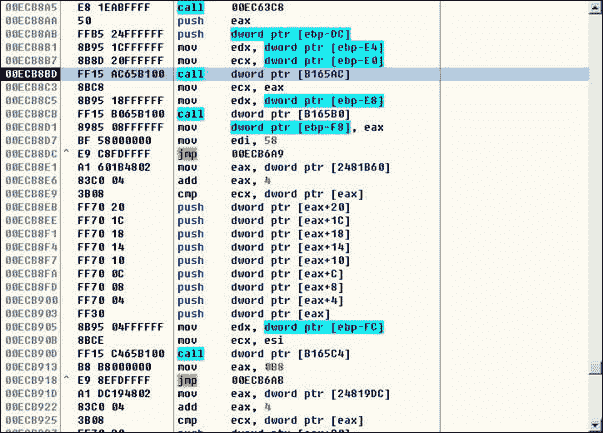 00ECB8A5 E8 1EABFFFF call 00EC63C8
00ECB8AA 50 push eax
00ECB8AB FFB5 24FFFFFF push dword ptr [ebp-DC]
00ECB8B1 8B95 1CFFFFFF mov edx, dword ptr [ebp-E4]
00ECB8B7 8B8D 20FFFFFF mov ecx, dword ptr [ebp-E0]
00ECB8BD FF15 AC65B100 call dword ptr [B165AC]
00ECB8C3 8BC8 mov ecx, eax
00ECB8C5 8B95 18FFFFFF mov edx, dword ptr [ebp-E8]
00ECB8CB FF15 B065B100 call dword ptr [B165B0]
00ECB8D1 8985 08FFFFFF mov dword ptr [ebp-F8], eax
00ECB8D7 BF 58000000 mov edi, 58
00ECB8DC ^ E9 C8FDFFFF jmp 00ECB6A9
00ECB8E1 A1 601B4802 mov eax, dword ptr [2481B60]
00ECB8E6 83C0 04 add eax, 4
00ECB8E9 3B08 cmp ecx, dword ptr [eax]
00ECB8EB FF70 20 push dword ptr [eax+20]
00ECB8EE FF70 1C push dword ptr [eax+1C]
00ECB8F1 FF70 18 push dword ptr [eax+18]
00ECB8F4 FF70 14 push dword ptr [eax+14]
00ECB8F7 FF70 10 push dword ptr [eax+10]
00ECB8FA FF70 0C push dword ptr [eax+C]
00ECB8FD FF70 08 push dword ptr [eax+8]
00ECB900 FF70 04 push dword ptr [eax+4]
00ECB903 FF30 push dword ptr [eax]
00ECB905 8B95 04FFFFFF mov edx, dword ptr [ebp-FC]
00ECB90B 8BCE mov ecx, esi
00ECB90D FF15 C465B100 call dword ptr [B165C4]
00ECB913 B8 B8000000 mov eax, 0B8
00ECB918 ^ E9 8EFDFFFF jmp 00ECB6AB
00ECB91D A1 DC194802 mov eax, dword ptr [24819DC]
00ECB922 83C0 04 add eax, 4
00ECB925 3B08 cmp ecx, dword ptr [eax]